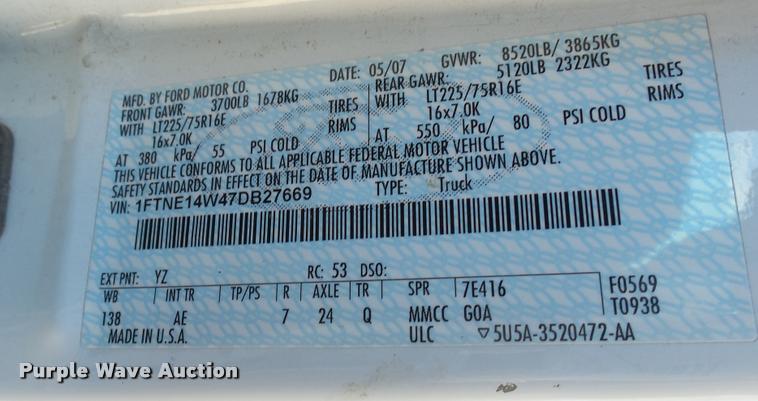 MFD. BY FORD MOTOR CO.
DATE: 05/07 GVWR: 8520LB/ 3865KG
FRONT GAWR: 3700LB 1678KG
REAR GAWR: 5120LB 2322KG
WITH LT225/75R16E TIRES
WITH LT225/75R16E TIRES
16x7.0K RIMS
16x7.0K RIMS
AT 380 kPa/ 55 PSI COLD
AT 550 kPa/ 80 PSI COLD
THIS VEHICLE CONFORMS TO ALL APPLICABLE FEDERAL MOTOR VEHICLE
SAFETY STANDARDS IN EFFECT ON THE DATE OF MANUFACTURE SHOWN ABOVE.
VIN: 1FTNE14W47DB27669 TYPE: Truck
EXT PNT: YZ RC: 53 DSO:
WB INT TR TP/PS R AXLE TR SPR 7E416 F0569
138 AE 7 24 Q MMCC GOA T0938
MADE IN U.S.A. ULC ▽5U5A-3520472-AA
Purple Wave Auction